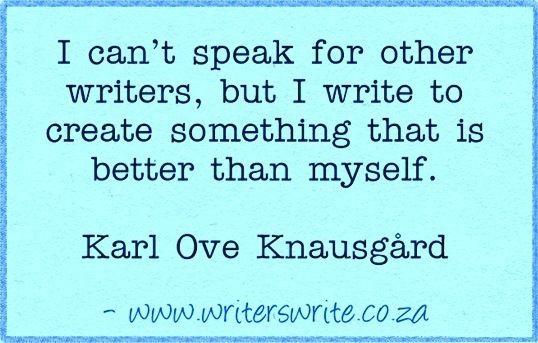 I can't speak for other
writers, but I write to
create something that is
better than myself.
Karl Ove Knausgård
- www.writerswrite.co.za